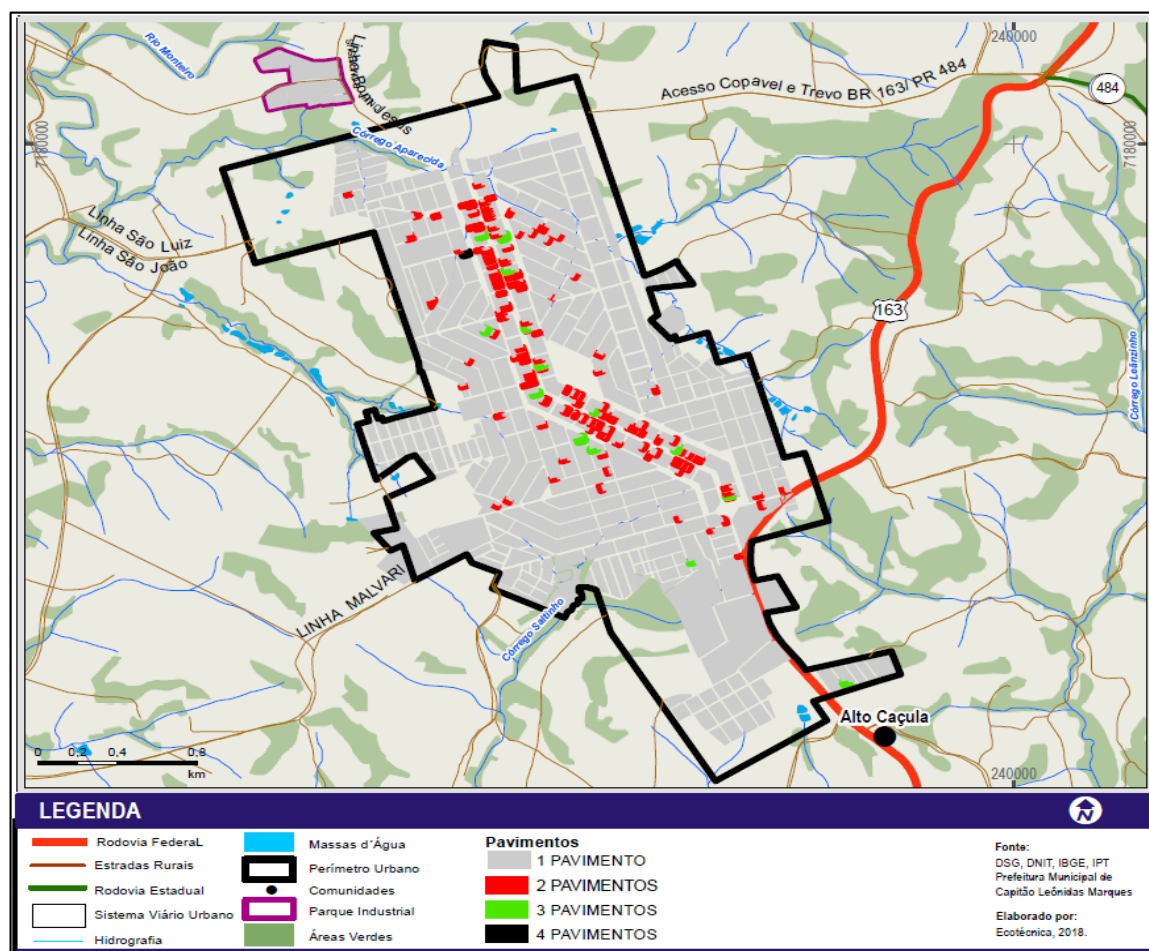 240000
Rio Monteiro
Linha Bom Jesus
Acesso Copavel e Trevo BR 163/ PR 484
484
7180000
7180000
Córrego Aparecida
Linha São Luiz
Linha São João
163
Córrego Leãnzinho
LINHA MALVARI
Córrego Saltinho
Alto Caçula
0 0,2 0,4 0,8
km
240000
LEGENDA
N
Rodovia FederaL
Estradas Rurais
Rodovia Estadual
Sistema Viário Urbano
Hidrografia
Massas d´Água
Perímetro Urbano
Comunidades
Parque Industrial
Áreas Verdes
Pavimentos
1 PAVIMENTO
2 PAVIMENTOS
3 PAVIMENTOS
4 PAVIMENTOS
Fonte:
DSG, DNIT, IBGE, IPT
Prefeitura Municipal de
Capitão Leônidas Marques
Elaborado por:
Ecotécnica, 2018.